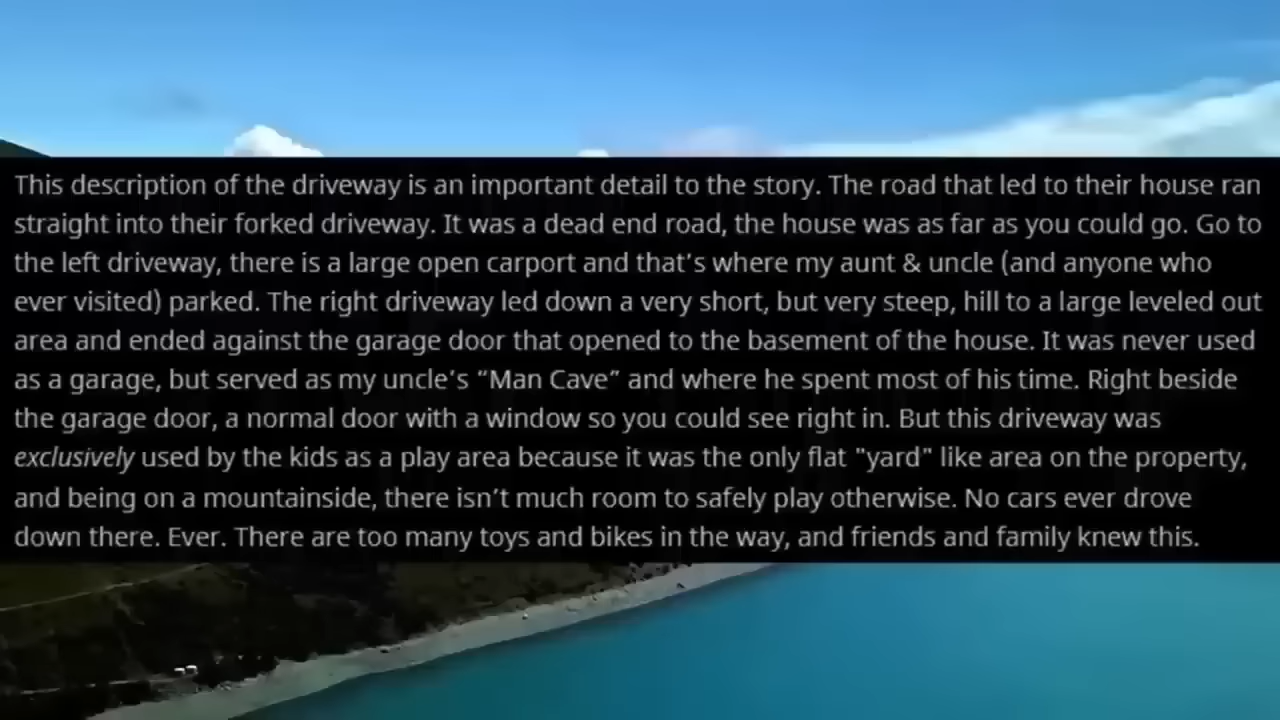 This description of the driveway is an important detail to the story. The road that led to their house ran
straight into their forked driveway. It was a dead end road, the house was as far as you could go. Go to
the left driveway, there is a large open carport and that's where my aunt & uncle (and anyone who
ever visited) parked. The right driveway led down a very short, but very steep, hill to a large leveled out
area and ended against the garage door that opened to the basement of the house. It was never used
as a garage, but served as my uncle's “Man Cave” and where he spent most of his time. Right beside
the garage door, a normal door with a window so you could see right in. But this driveway was
exclusively used by the kids as a play area because it was the only flat "yard" like area on the property,
and being on a mountainside, there isn't much room to safely play otherwise. No cars ever drove
down there. Ever. There are too many toys and bikes in the way, and friends and family knew this.